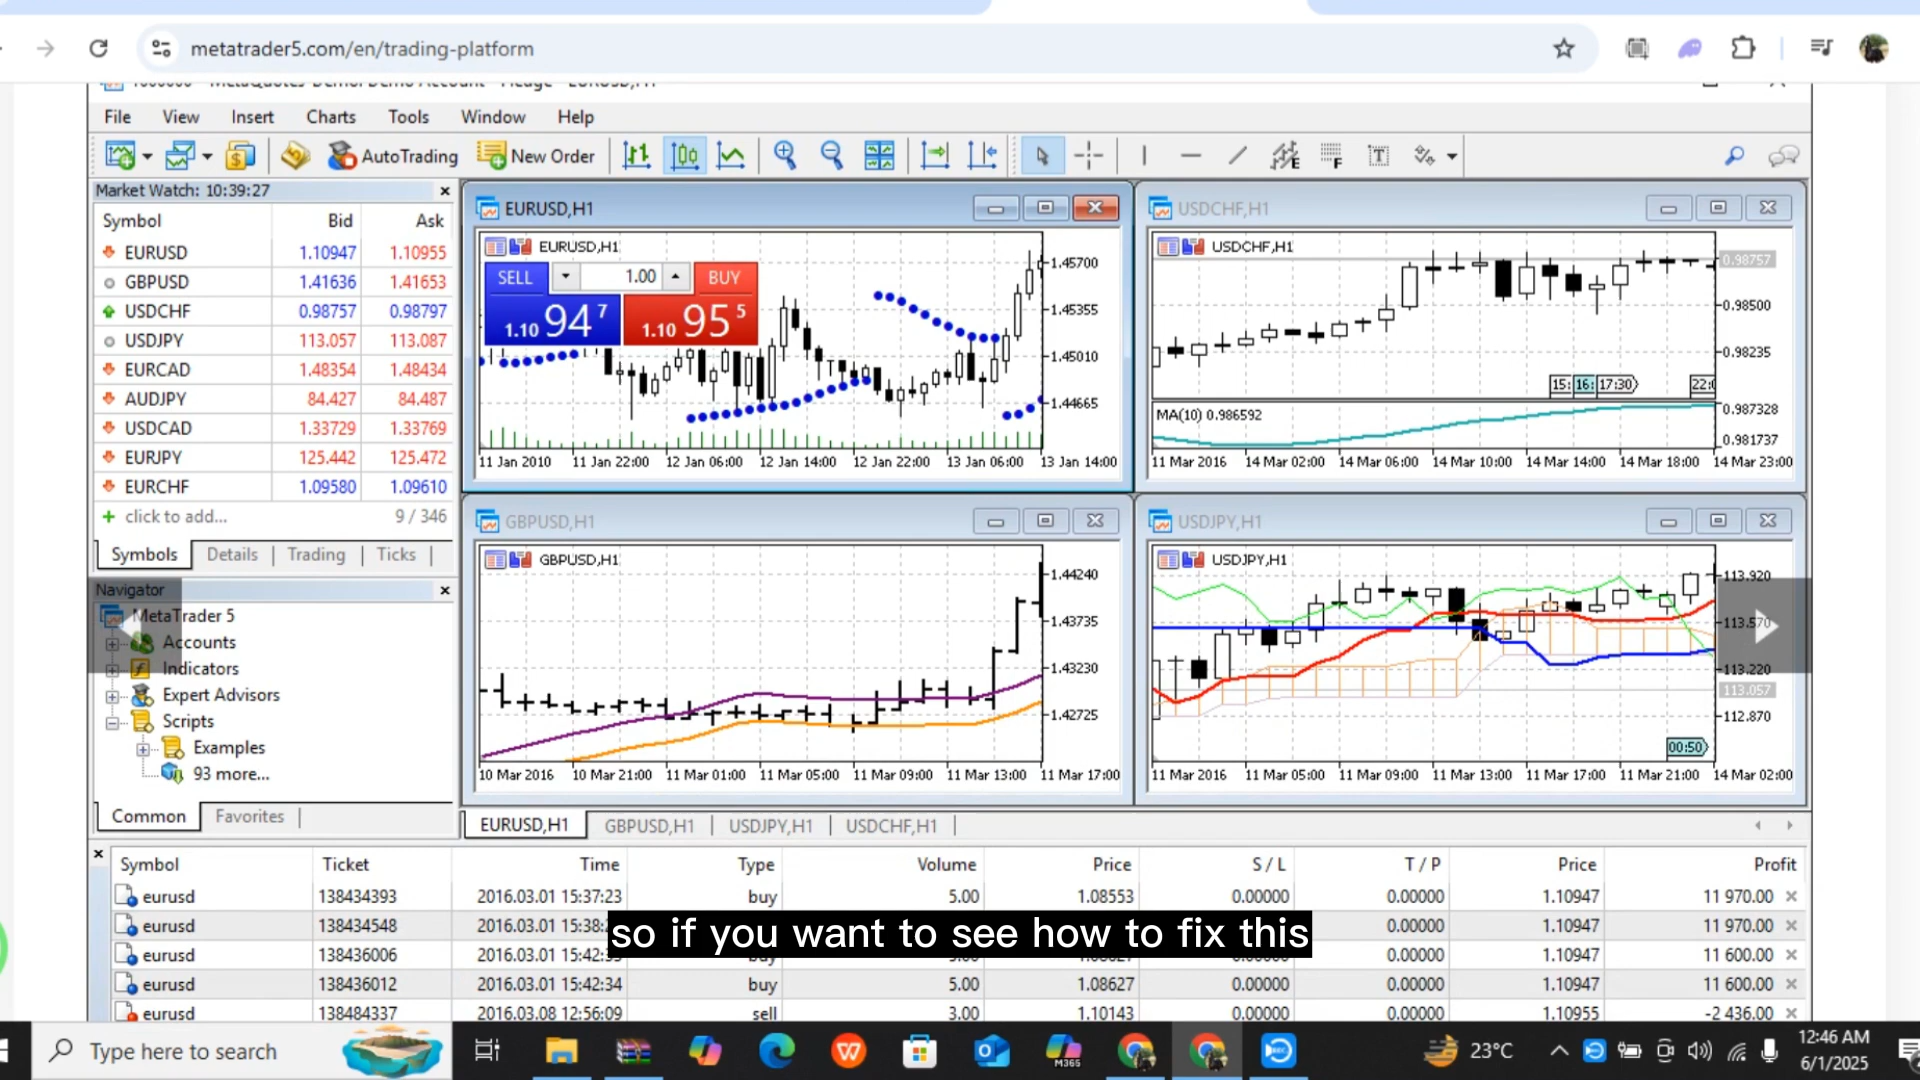 metatrader5.com/en/trading-platform
File View Insert Charts Tools Window Help
AutoTrading New Order
Market Watch: 10:39:27
Symbol Bid Ask
EURUSD 1.10947 1.10955
GBPUSD 1.41636 1.41653
USDCHF 0.98757 0.98797
USDJPY 113.057 113.087
EURCAD 1.48354 1.48434
AUDJPY 84.427 84.487
USDCAD 1.33729 1.33769
EURJPY 125.442 125.472
EURCHF 1.09580 1.09610
click to add... 9 / 346
Symbols Details Trading Ticks
Navigator
MetaTrader 5
Accounts
Indicators
Expert Advisors
Scripts
Examples
93 more...
Common Favorites
EURUSD,H1
EURUSD,H1
SELL 1.00 BUY
1.10 94 7 1.10 95 5
1.45700
1.45355
1.45010
1.44665
11 Jan 2010 11 Jan 22:00 12 Jan 06:00 12 Jan 14:00 12 Jan 22:00 13 Jan 06:00 13 Jan 14:00
USDCHF,H1
USDCHF,H1
0.98757
0.98500
0.98235
15: 16: 17:30
MA(10) 0.986592
0.987328
0.981737
11 Mar 2016 14 Mar 02:00 14 Mar 06:00 14 Mar 10:00 14 Mar 14:00 14 Mar 18:00 14 Mar 23:00
GBPUSD,H1
GBPUSD,H1
1.44240
1.43735
1.43230
1.42725
10 Mar 2016 10 Mar 21:00 11 Mar 01:00 11 Mar 05:00 11 Mar 09:00 11 Mar 13:00 11 Mar 17:00
USDJPY,H1
USDJPY,H1
113.920
113.570
113.220
113.057
112.870
00:50
11 Mar 2016 11 Mar 05:00 11 Mar 09:00 11 Mar 13:00 11 Mar 17:00 11 Mar 21:00 14 Mar 02:00
EURUSD,H1 GBPUSD,H1 USDJPY,H1 USDCHF,H1
Symbol Ticket Time Type Volume Price S / L T / P Price Profit
eurusd 138434393 2016.03.01 15:37:23 buy 5.00 1.08553 0.00000 0.00000 1.10947 11 970.00
eurusd 138434548 2016.03.01 15:38: 0.00000 1.10947 11 970.00
so if you want to see how to fix this
eurusd 138436006 2016.03.01 15:42: 0.00000 1.10947 11 600.00
eurusd 138436012 2016.03.01 15:42:34 buy 5.00 1.08627 0.00000 0.00000 1.10947 11 600.00
eurusd 138484337 2016.03.08 12:56:09 sell 3.00 1.10143 0.00000 0.00000 1.10955 -2 436.00
Type here to search
M365
23°C
12:46 AM
6/1/2025